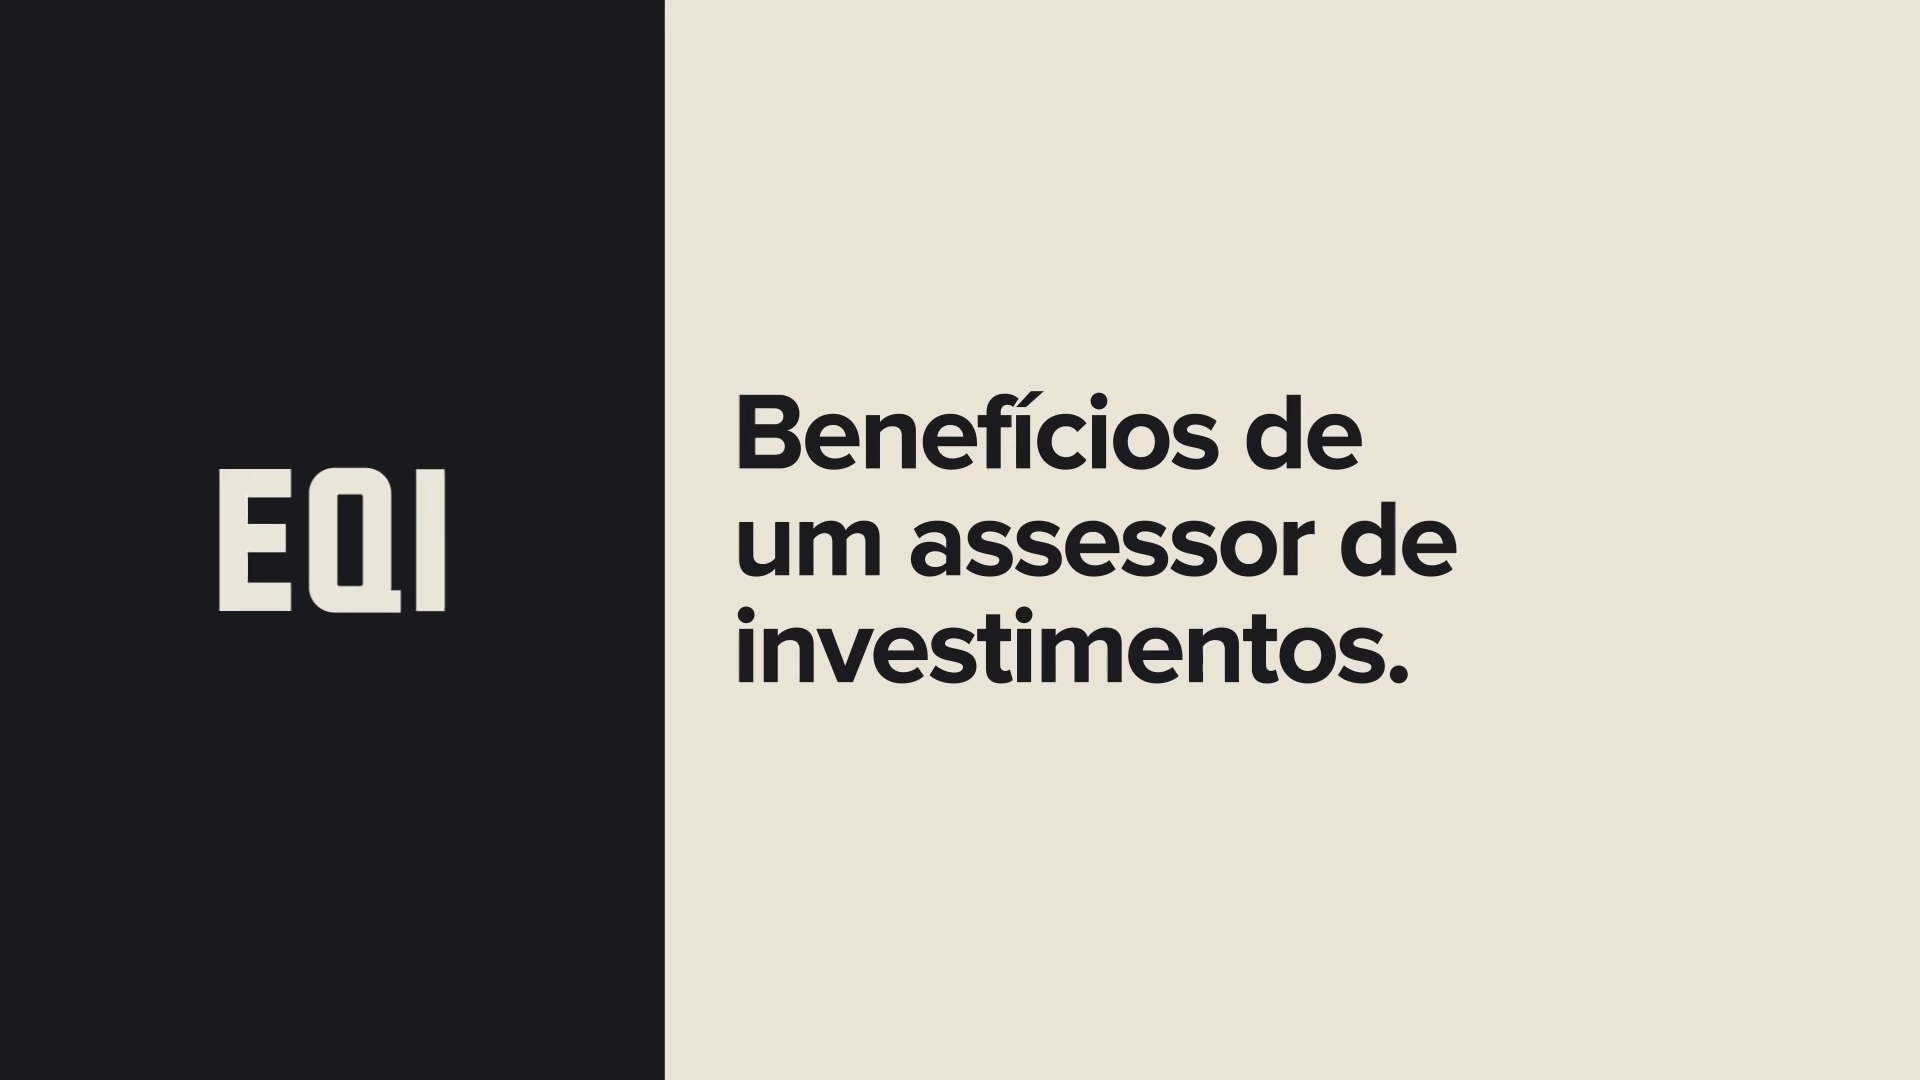 EQI
Benefícios de
um assessor de
investimentos.